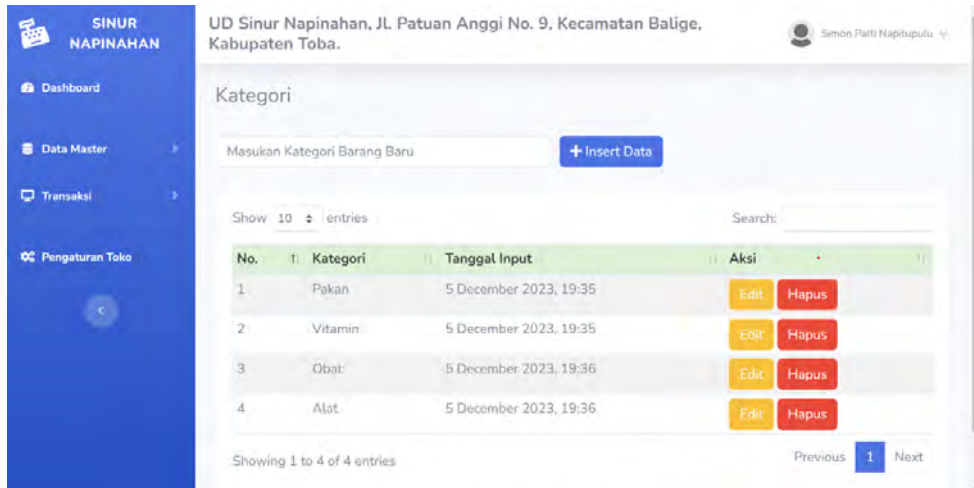 SINUR
NAPINAHAN
UD Sinur Napinahan, Jl. Patuan Anggi No. 9, Kecamatan Balige,
Kabupaten Toba.
Simon Patti Napitupulu
Dashboard
Data Master
Transaksi
Pengaturan Toko
Kategori
Masukan Kategori Barang Baru
+ Insert Data
Show 10 entries
Search:
No. Kategori Tanggal Input Aksi
1 Pakan 5 December 2023, 19:35 Edit Hapus
2 Vitamin 5 December 2023, 19:35 Edit Hapus
3 Obat 5 December 2023, 19:36 Edit Hapus
4 Alat 5 December 2023, 19:36 Edit Hapus
Showing 1 to 4 of 4 entries
Previous 1 Next